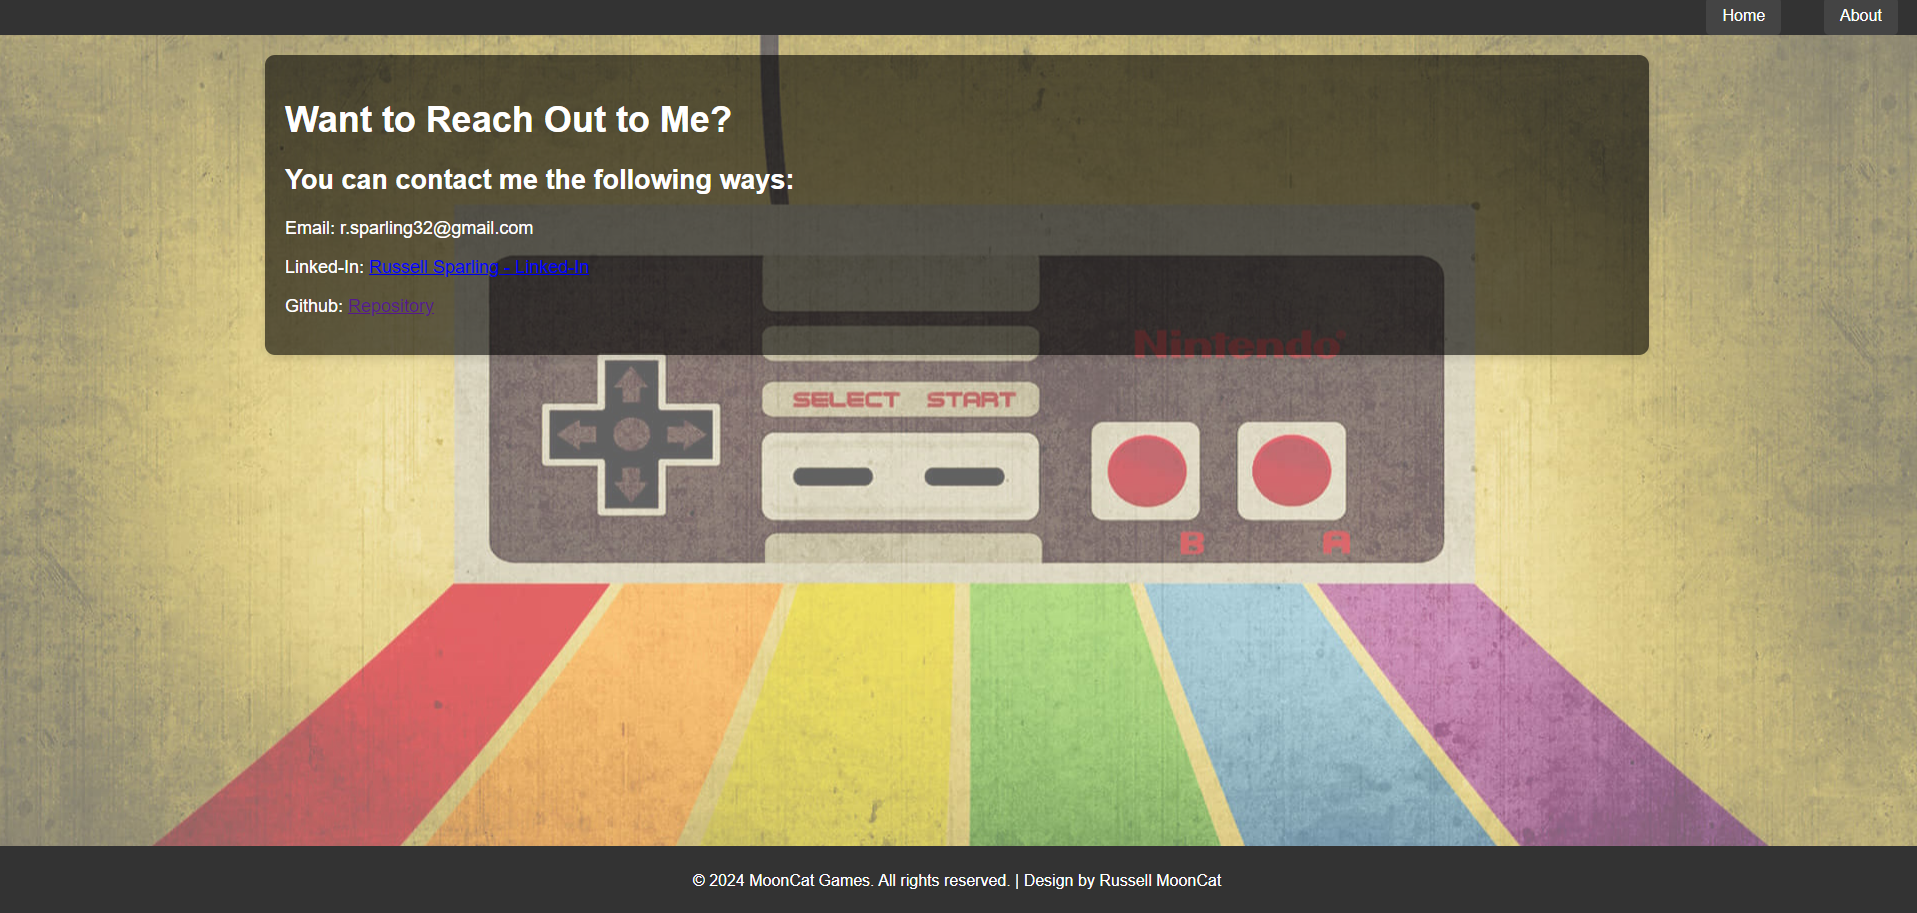 Home About
Want to Reach Out to Me?
You can contact me the following ways:
Email: r.sparling32@gmail.com
Linked-In: Russell Sparling - Linked-In
Github: Repository
Nintendo®
SELECT START
B A
© 2024 MoonCat Games. All rights reserved. | Design by Russell MoonCat